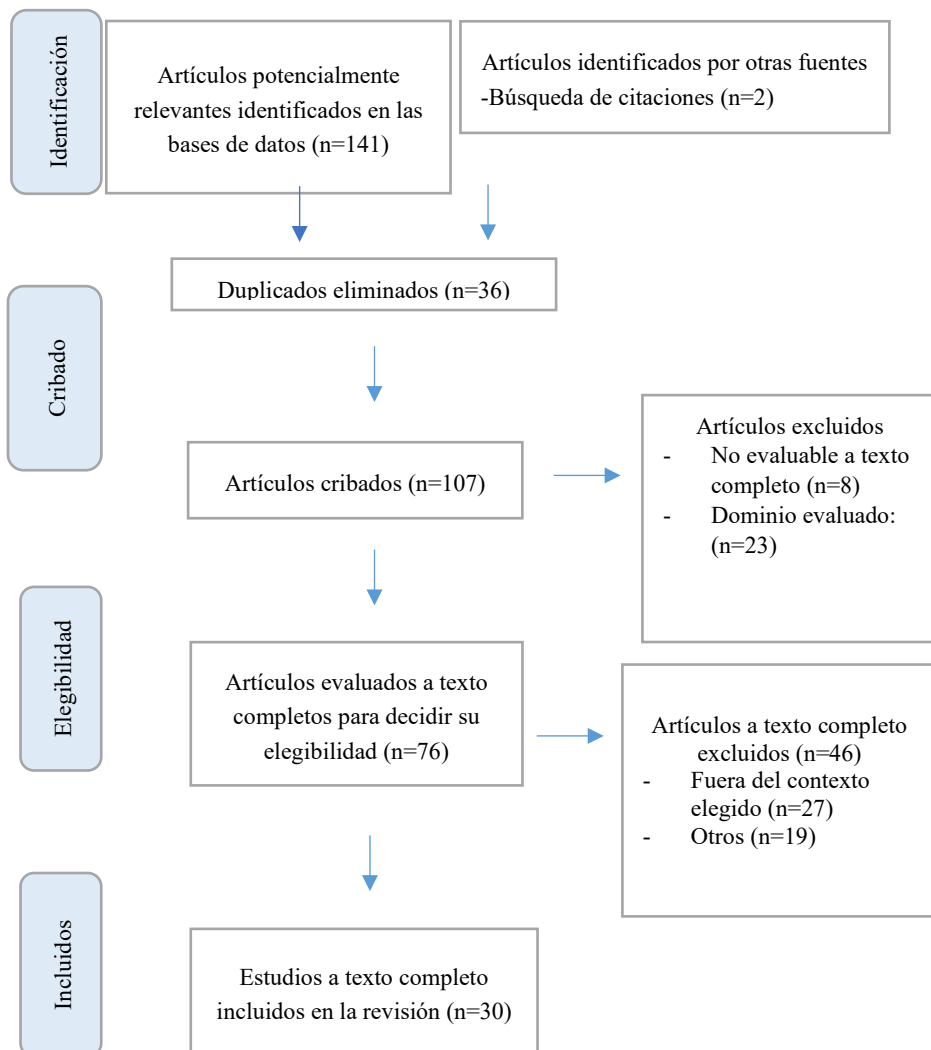 Identificación
Artículos potencialmente
relevantes identificados en las
bases de datos (n=141)
Artículos identificados por otras fuentes
-Búsqueda de citaciones (n=2)
Duplicados eliminados (n=36)
Cribado
Artículos cribados (n=107)
Artículos excluidos
- No evaluable a texto
completo (n=8)
- Dominio evaluado:
(n=23)
Elegibilidad
Artículos evaluados a texto
completos para decidir su
elegibilidad (n=76)
Artículos a texto completo
excluidos (n=46)
- Fuera del contexto
elegido (n=27)
- Otros (n=19)
Incluidos
Estudios a texto completo
incluidos en la revisión (n=30)